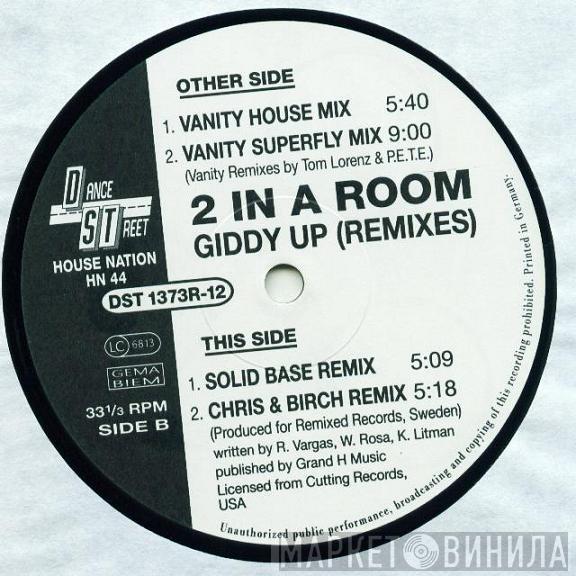 OTHER SIDE
1. VANITY HOUSE MIX 5:40
2. VANITY SUPERFLY MIX 9:00
(Vanity Remixes by Tom Lorenz & P.E.T.E.)
2 IN A ROOM
GIDDY UP (REMIXES)
DANCE
STREET
HOUSE NATION
HN 44
DST 1373R-12
LC 6813
GEMA
BIEM
33 1/3 RPM
SIDE B
THIS SIDE
1. SOLID BASE REMIX 5:09
2. CHRIS & BIRCH REMIX 5:18
(Produced for Remixed Records, Sweden)
written by R. Vargas, W. Rosa, K. Litman
published by Grand H Music
Licensed from Cutting Records,
USA
Unauthorized public performance, broadcasting and copying of this recording prohibited. Printed in Germany.
МАРКЕТ ВИНИЛА